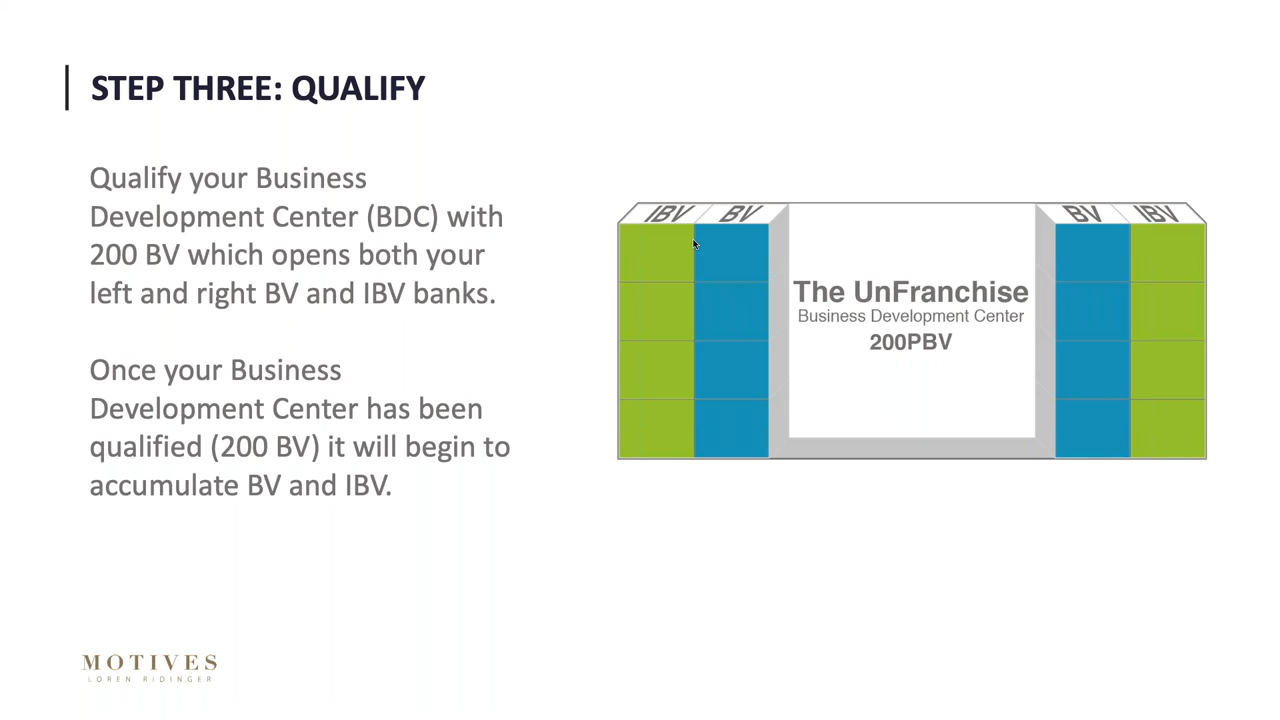 STEP THREE: QUALIFY
Qualify your Business
Development Center (BDC) with
200 BV which opens both your
left and right BV and IBV banks.
Once your Business
Development Center has been
qualified (200 BV) it will begin to
accumulate BV and IBV.
IBV BV BV IBV
The UnFranchise
Business Development Center
200PBV
MOTIVES
LOREN RIDINGER